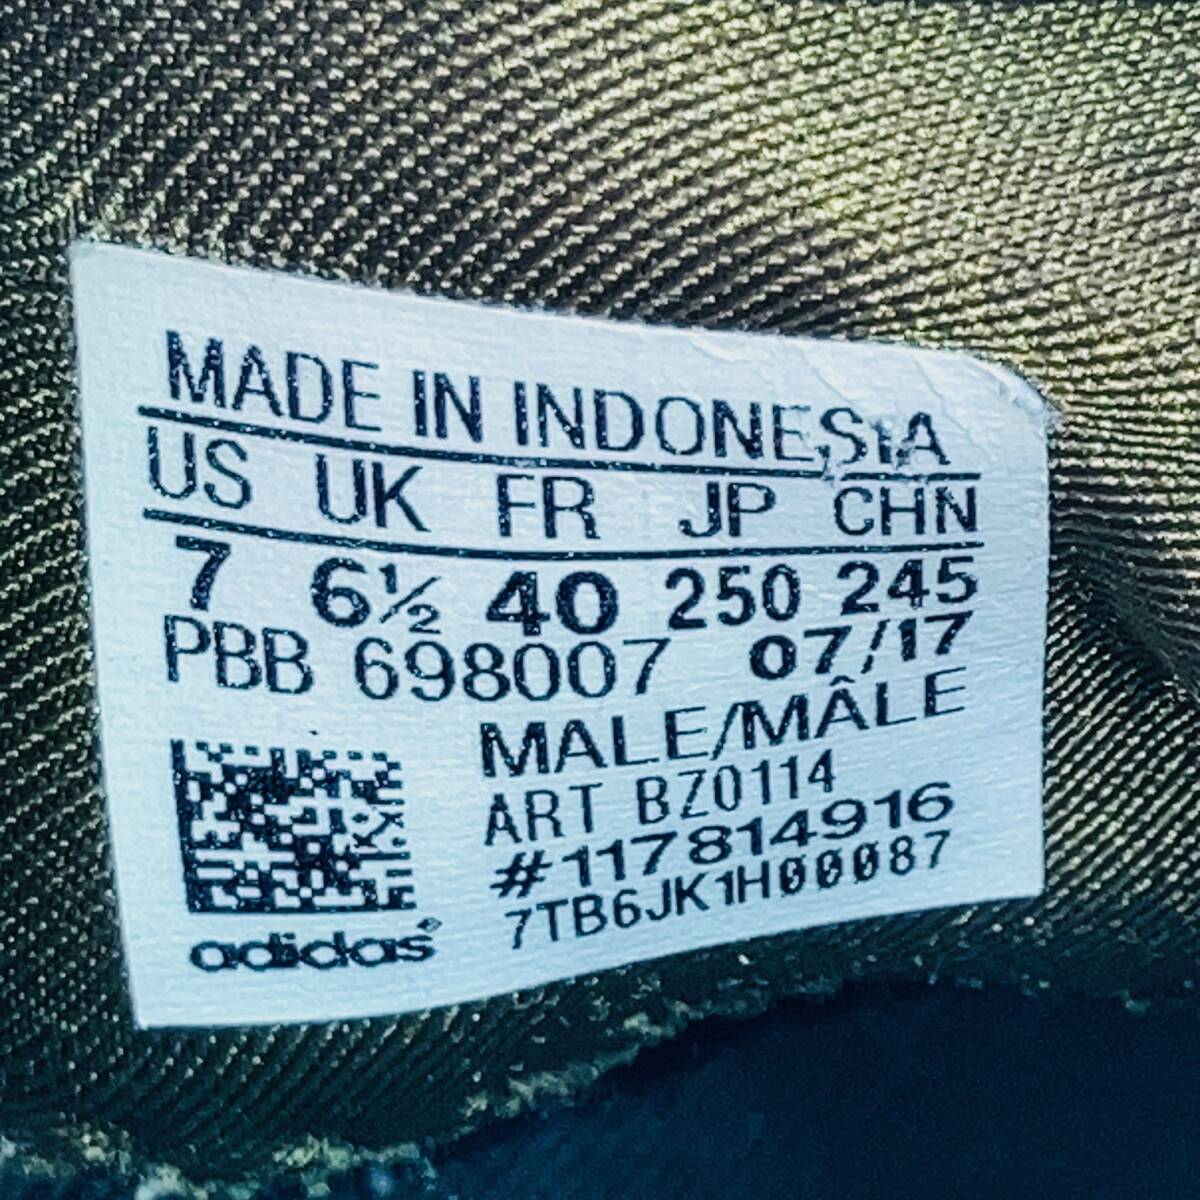 MADE IN INDONESIA
US UK FR JP CHN
7 6½ 40 250 245
PBB 698007 07/17
MALE/MÂLE
ART BZ0114
#117814916
7TB6JK1H00087
adidas®